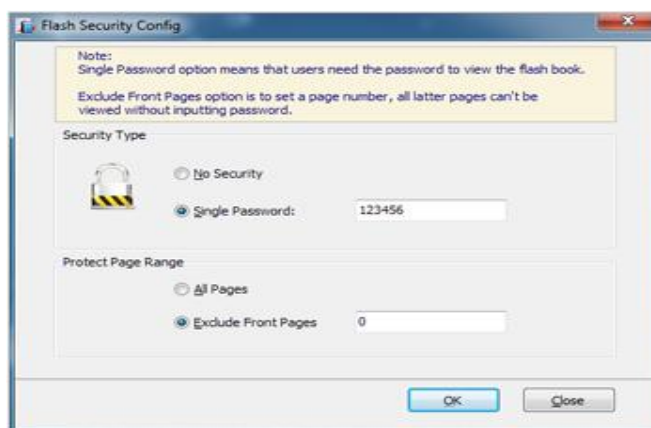 Flash Security Config
Note:
Single Password option means that users need the password to view the flash book.
Exclude Front Pages option is to set a page number, all latter pages can't be
viewed without inputting password.
Security Type
No Security
Single Password: 123456
Protect Page Range
All Pages
Exclude Front Pages 0
OK Close